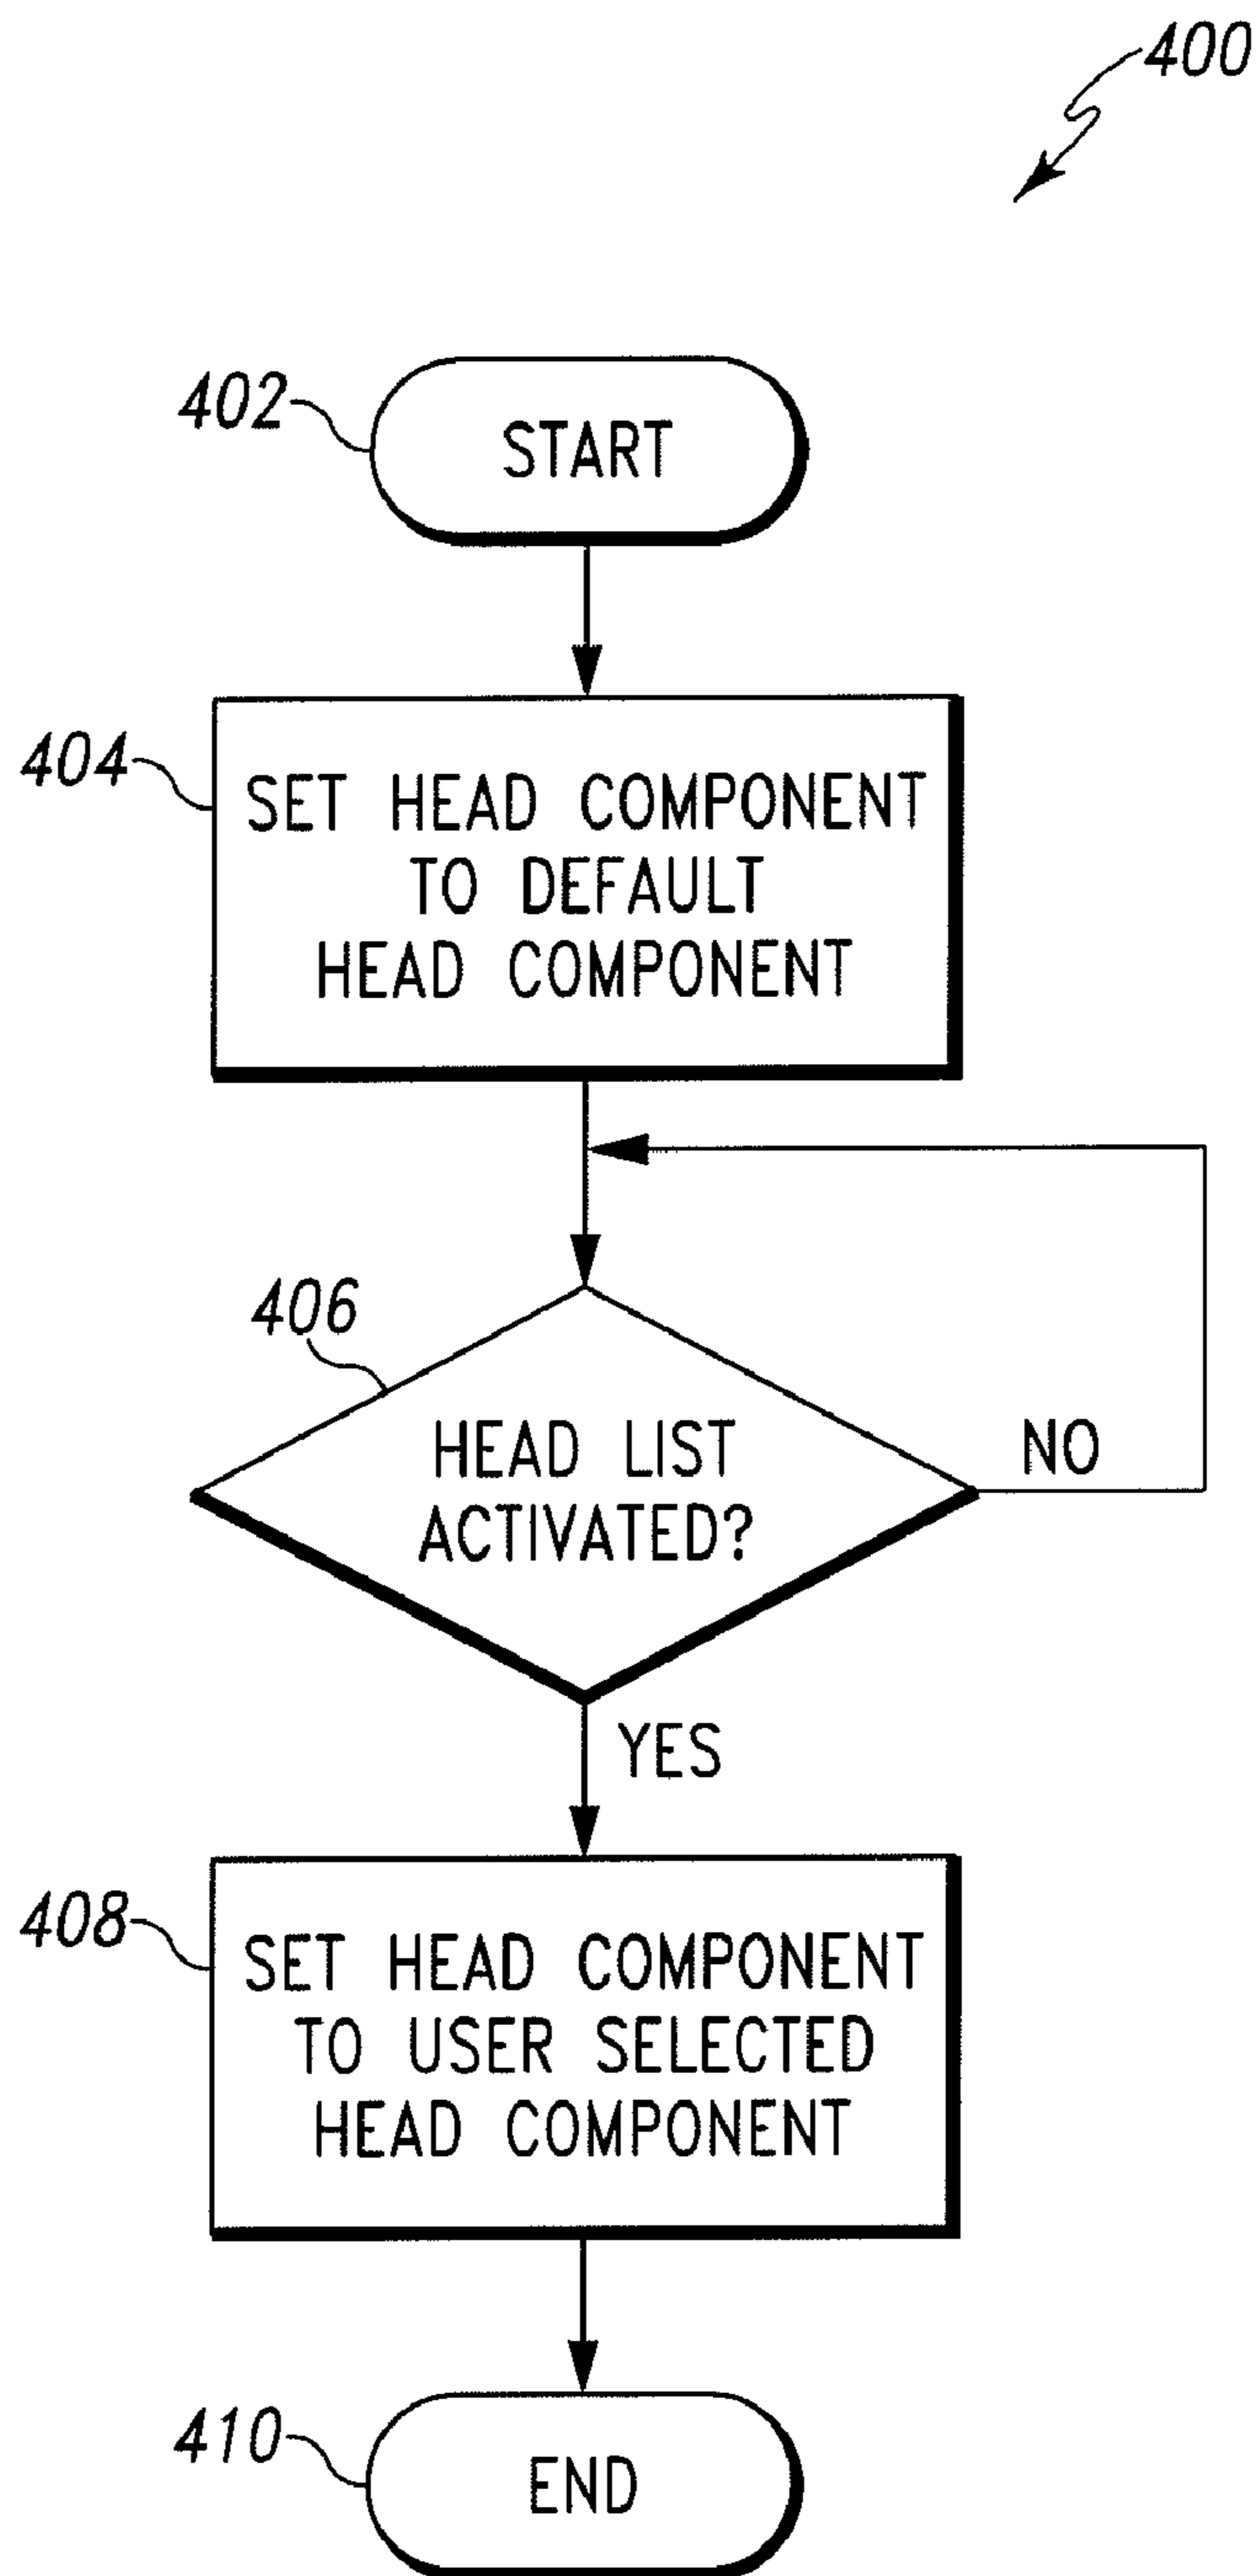 400
402
START
404
SET HEAD COMPONENT
TO DEFAULT
HEAD COMPONENT
406
HEAD LIST
ACTIVATED?
NO
YES
408
SET HEAD COMPONENT
TO USER SELECTED
HEAD COMPONENT
410
END